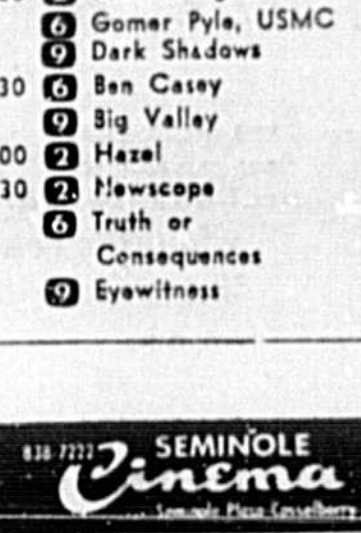 6 Gomer Pyle, USMC
9 Dark Shadows
30 6 Ben Casey
9 Big Valley
00 2 Hazel
30 2 Newscope
6 Truth or
Consequences
9 Eyewitness
838 7222 SEMINOLE
Cinema
Seminole Plaza Casselberry